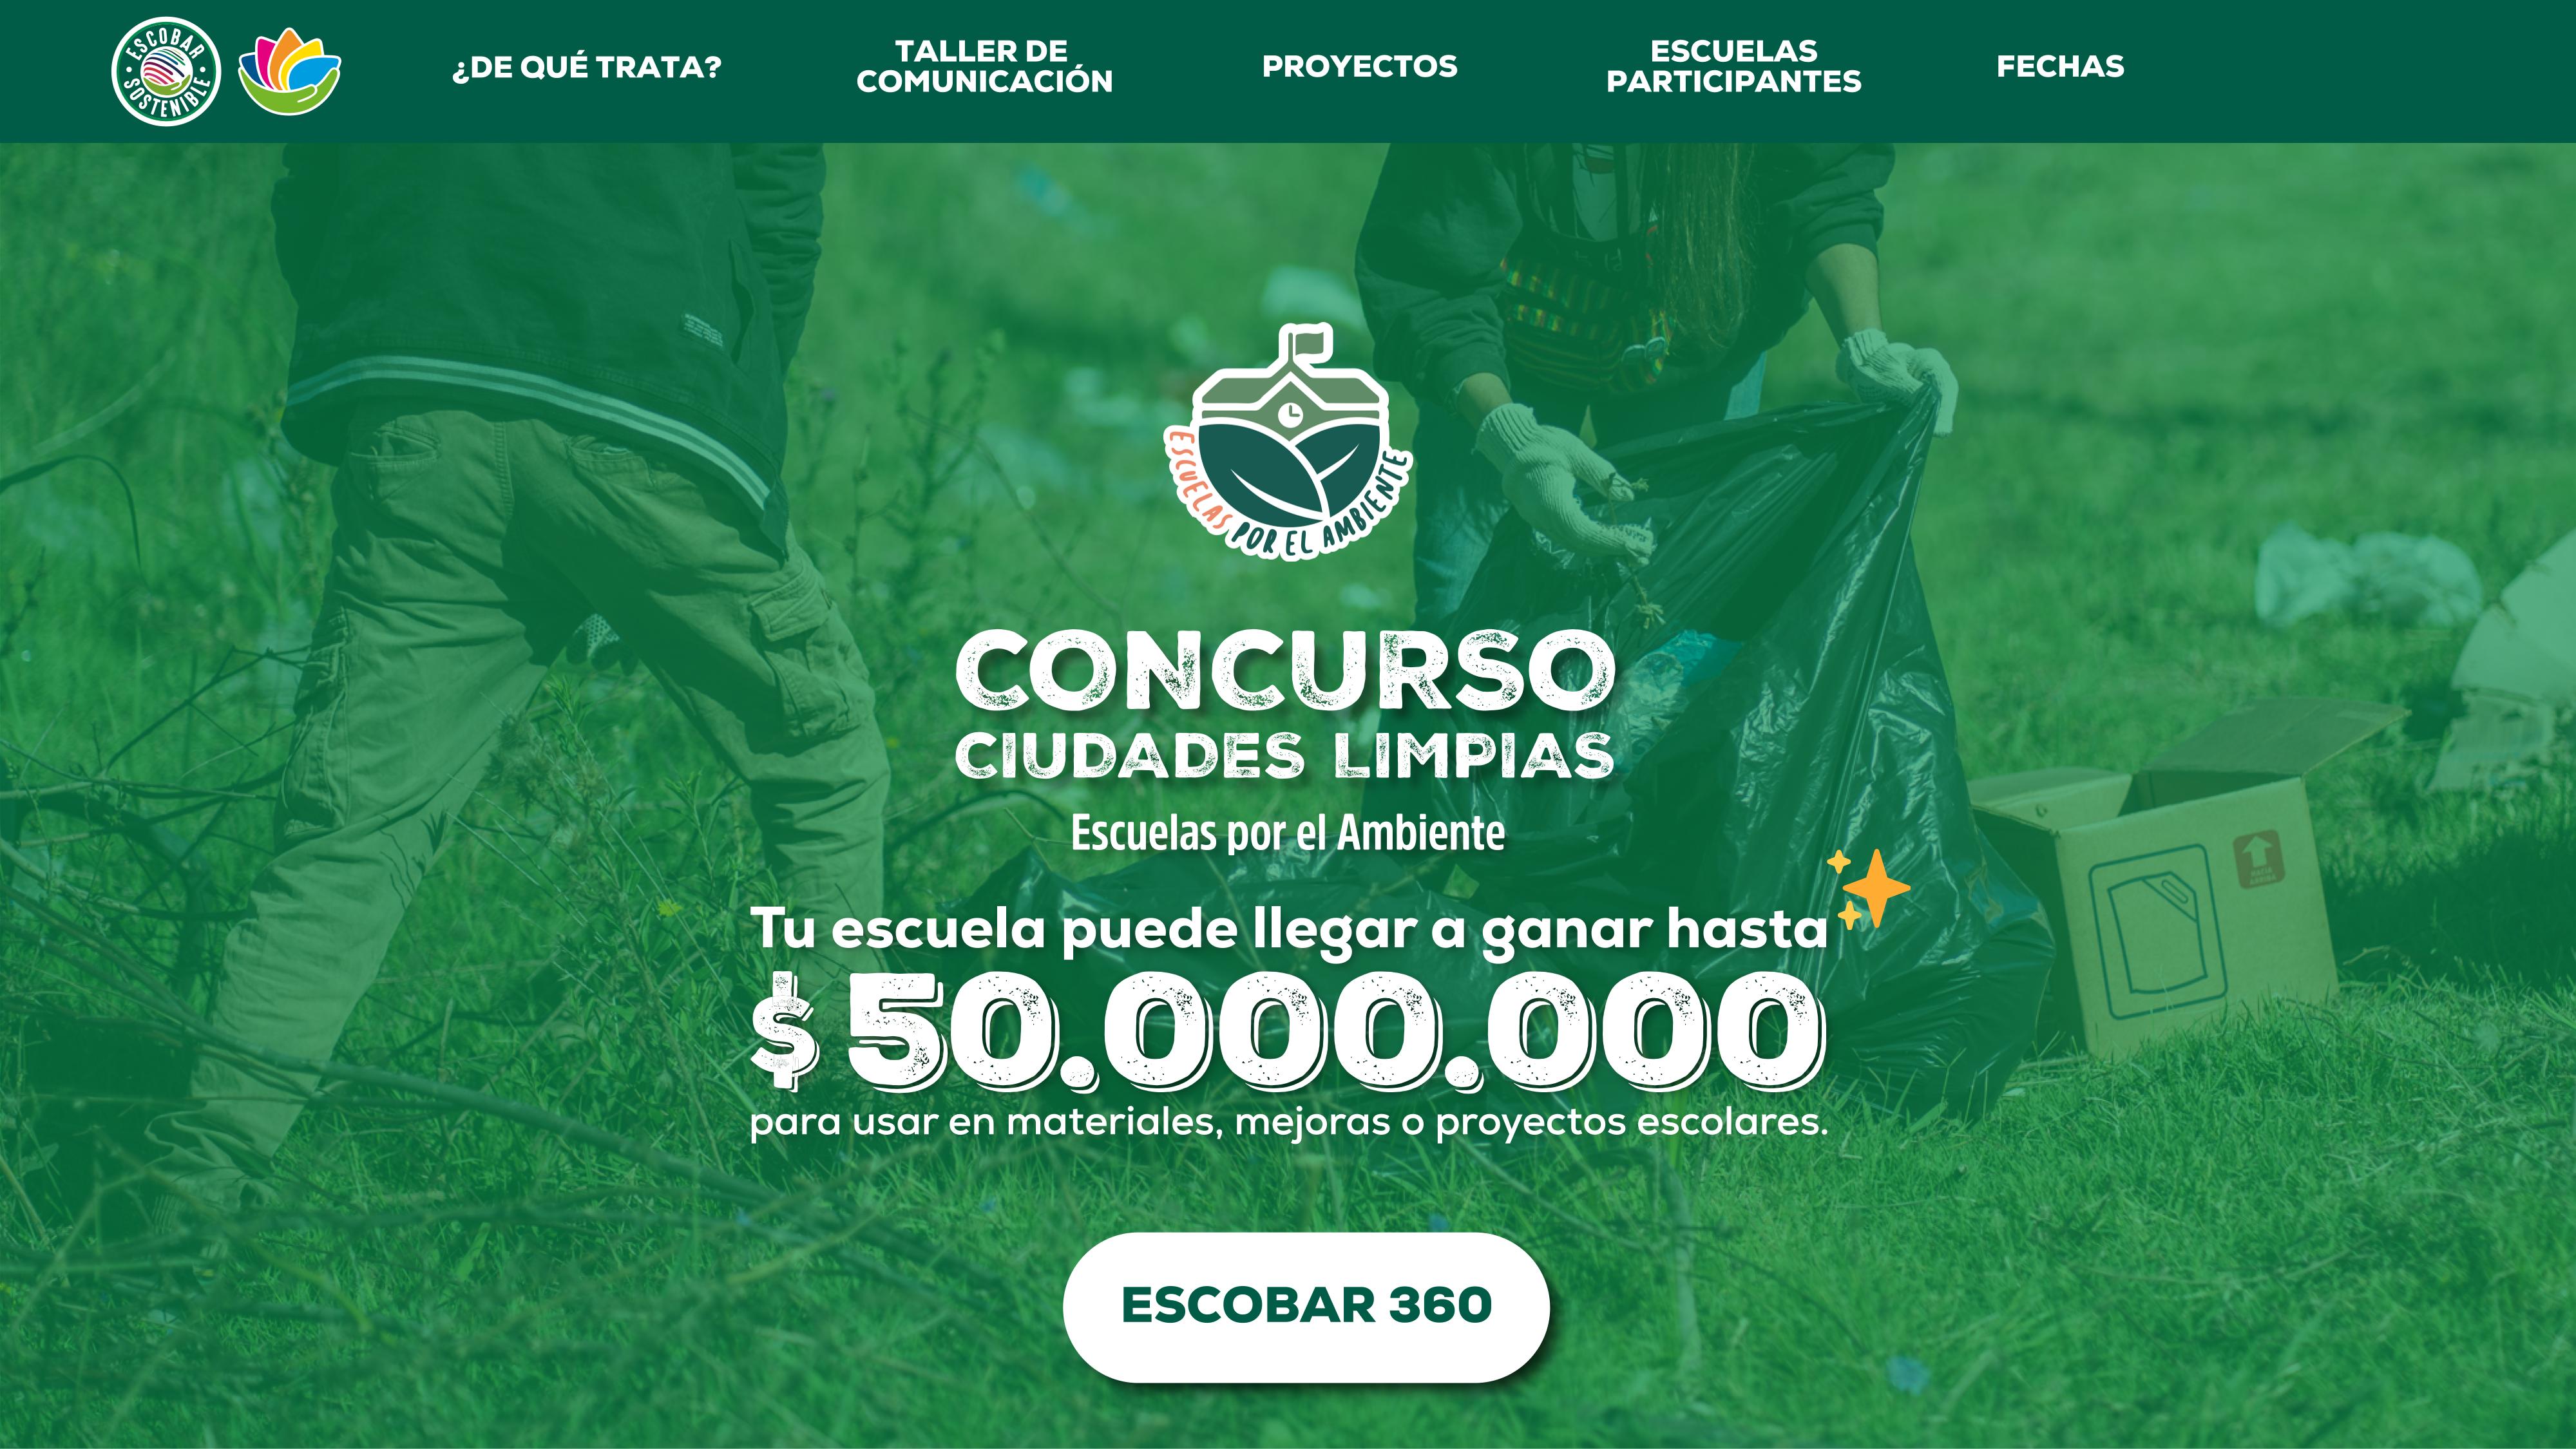 ESCOBAR
SOSTENIBLE
¿DE QUÉ TRATA?
TALLER DE
COMUNICACIÓN
PROYECTOS
ESCUELAS
PARTICIPANTES
FECHAS
ESCUELAS POR EL AMBIENTE
CONCURSO
CIUDADES LIMPIAS
Escuelas por el Ambiente
Tu escuela puede llegar a ganar hasta
$ 50.000.000
para usar en materiales, mejoras o proyectos escolares.
ESCOBAR 360